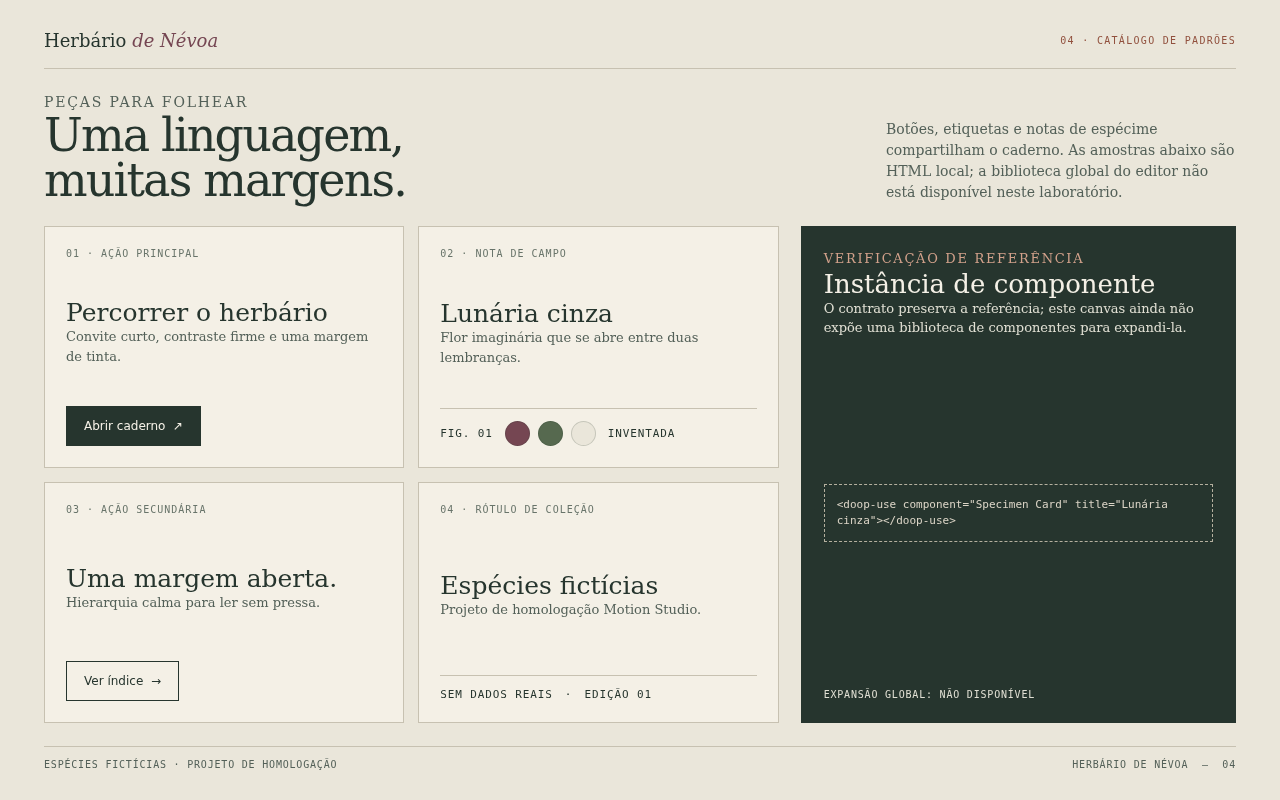 Herbário de Névoa
04 · CATÁLOGO DE PADRÕES
PEÇAS PARA FOLHEAR
Uma linguagem,
muitas margens.
Botões, etiquetas e notas de espécime
compartilham o caderno. As amostras abaixo são
HTML local; a biblioteca global do editor não
está disponível neste laboratório.
01 · AÇÃO PRINCIPAL
Percorrer o herbário
Convite curto, contraste firme e uma margem
de tinta.
Abrir caderno ↗
02 · NOTA DE CAMPO
Lunária cinza
Flor imaginária que se abre entre duas
lembranças.
FIG. 01 INVENTADA
03 · AÇÃO SECUNDÁRIA
Uma margem aberta.
Hierarquia calma para ler sem pressa.
Ver índice →
04 · RÓTULO DE COLEÇÃO
Espécies fictícias
Projeto de homologação Motion Studio.
SEM DADOS REAIS · EDIÇÃO 01
VERIFICAÇÃO DE REFERÊNCIA
Instância de componente
O contrato preserva a referência; este canvas ainda não
expõe uma biblioteca de componentes para expandi-la.
<doop-use component="Specimen Card" title="Lunária
cinza"></doop-use>
EXPANSÃO GLOBAL: NÃO DISPONÍVEL
ESPÉCIES FICTÍCIAS · PROJETO DE HOMOLOGAÇÃO
HERBÁRIO DE NÉVOA — 04